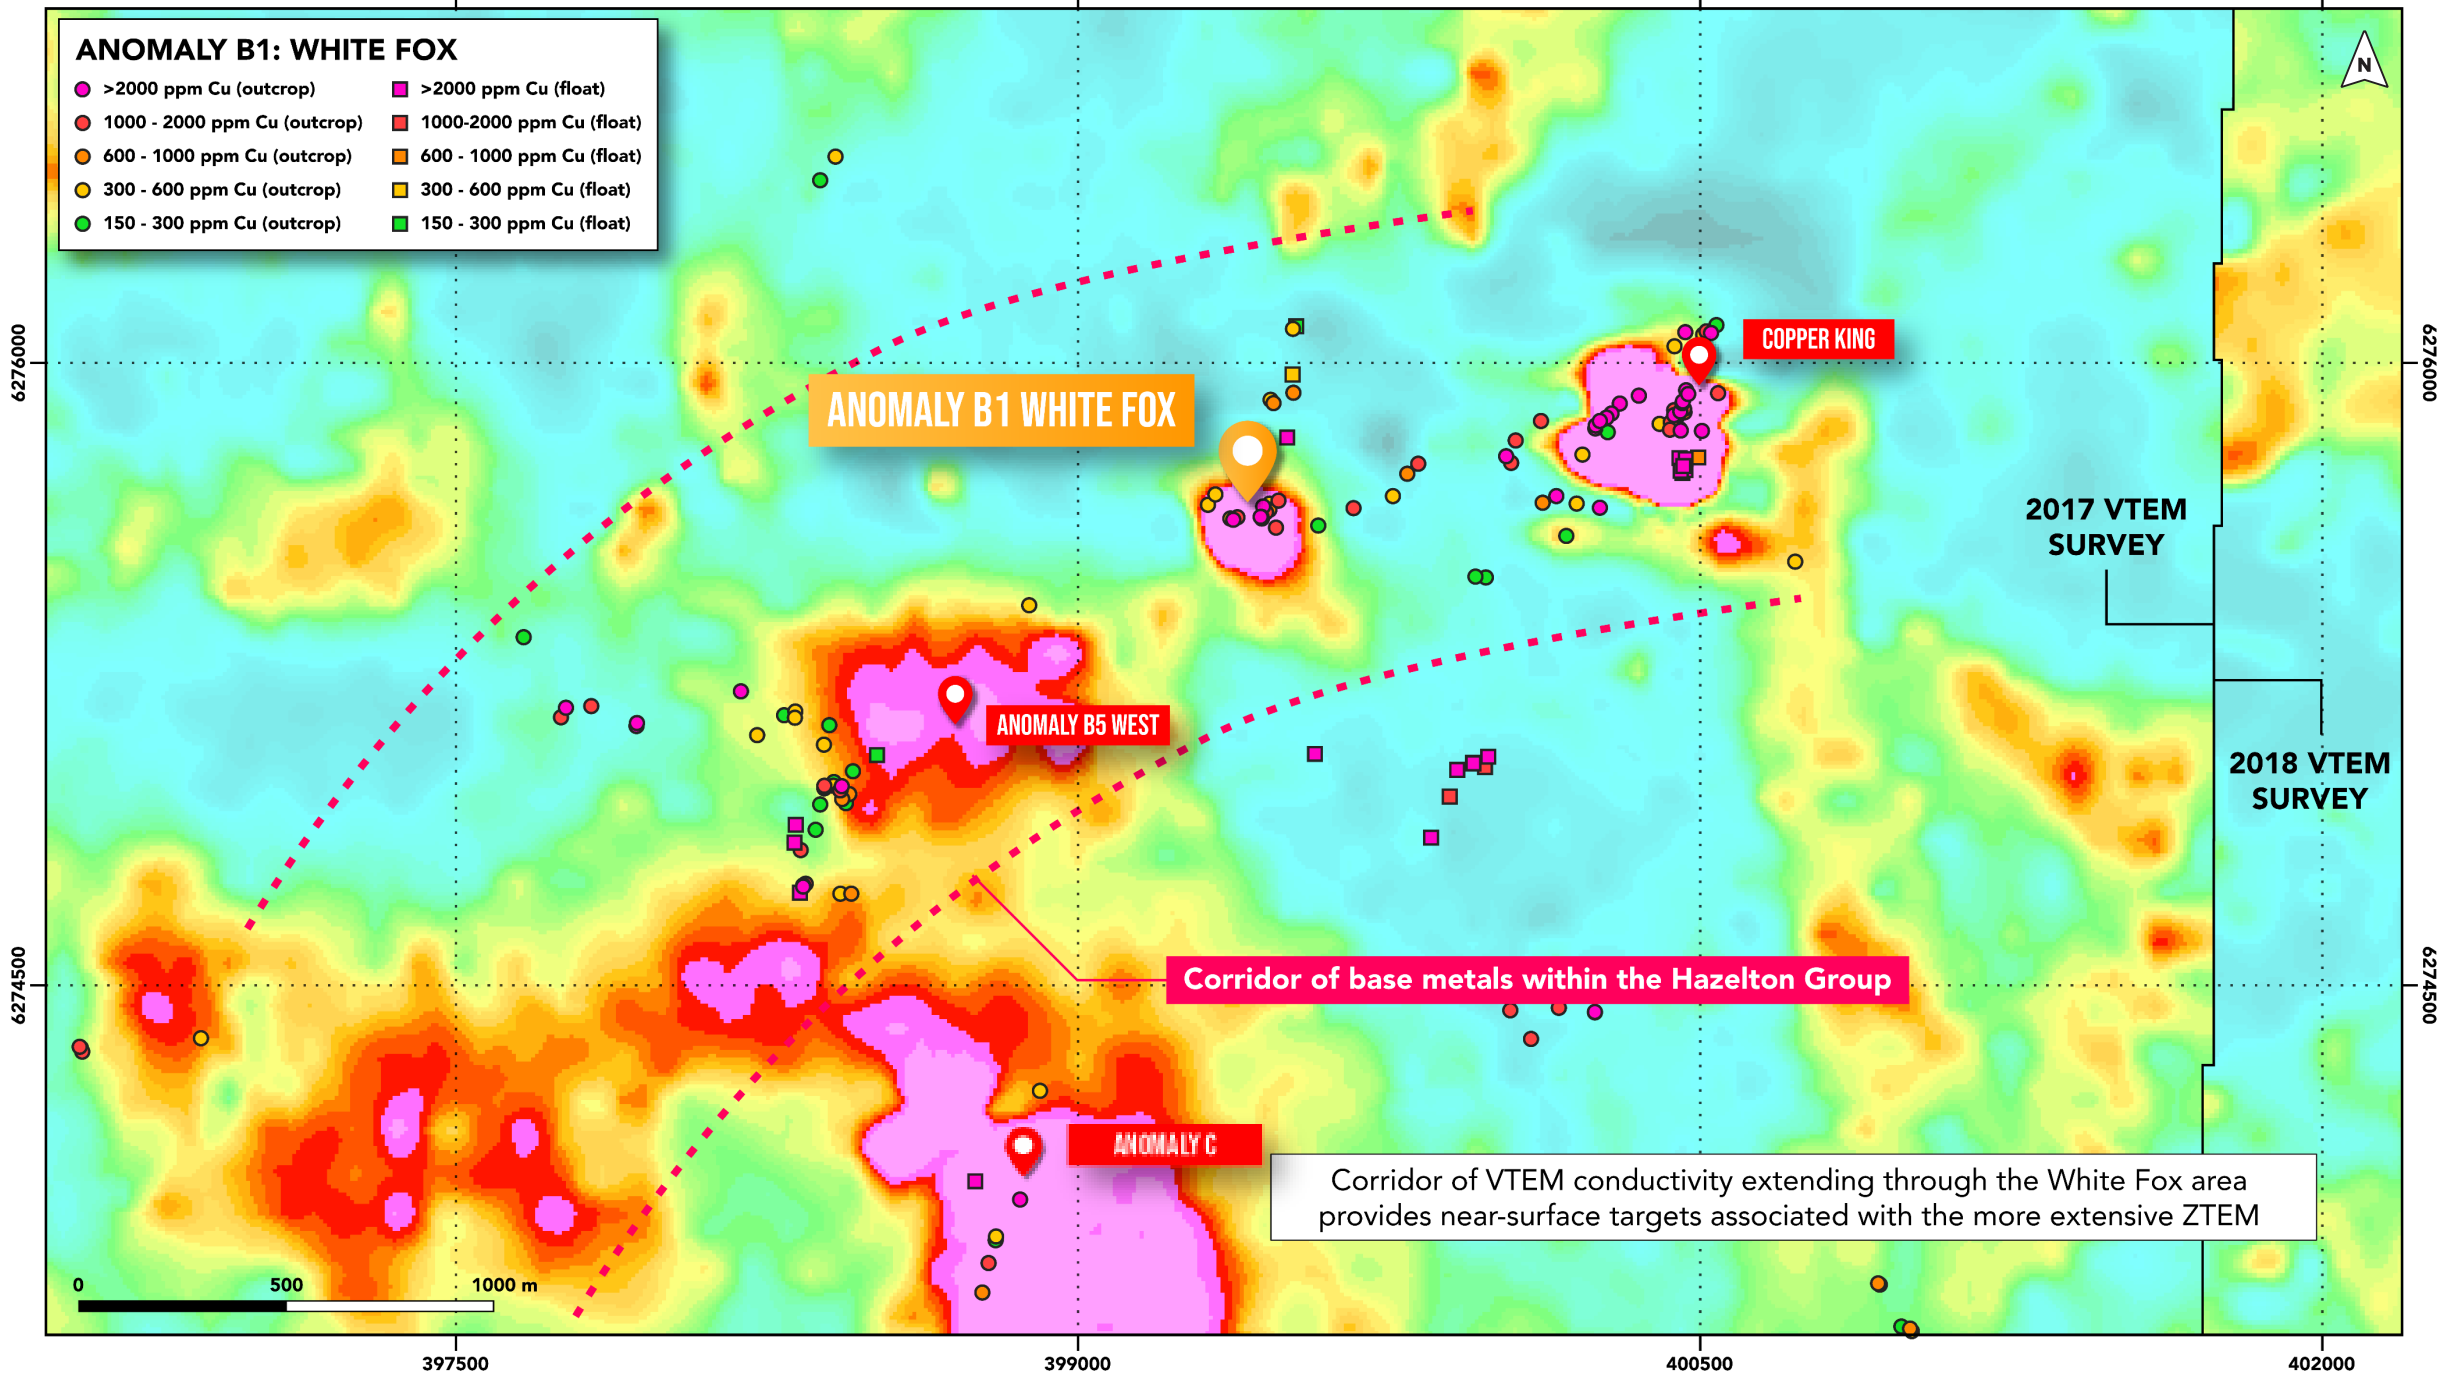 ANOMALY B1: WHITE FOX
>2000 ppm Cu (outcrop)
>2000 ppm Cu (float)
1000 - 2000 ppm Cu (outcrop)
1000-2000 ppm Cu (float)
600 - 1000 ppm Cu (outcrop)
600 - 1000 ppm Cu (float)
300 - 600 ppm Cu (outcrop)
300 - 600 ppm Cu (float)
150 - 300 ppm Cu (outcrop)
150 - 300 ppm Cu (float)
N
COPPER KING
6276000
6276000
ANOMALY B1 WHITE FOX
2017 VTEM
SURVEY
ANOMALY B5 WEST
2018 VTEM
SURVEY
Corridor of base metals within the Hazelton Group
6274500
6274500
ANOMALY C
Corridor of VTEM conductivity extending through the White Fox area
provides near-surface targets associated with the more extensive ZTEM
0 500 1000 m
397500
399000
400500
402000